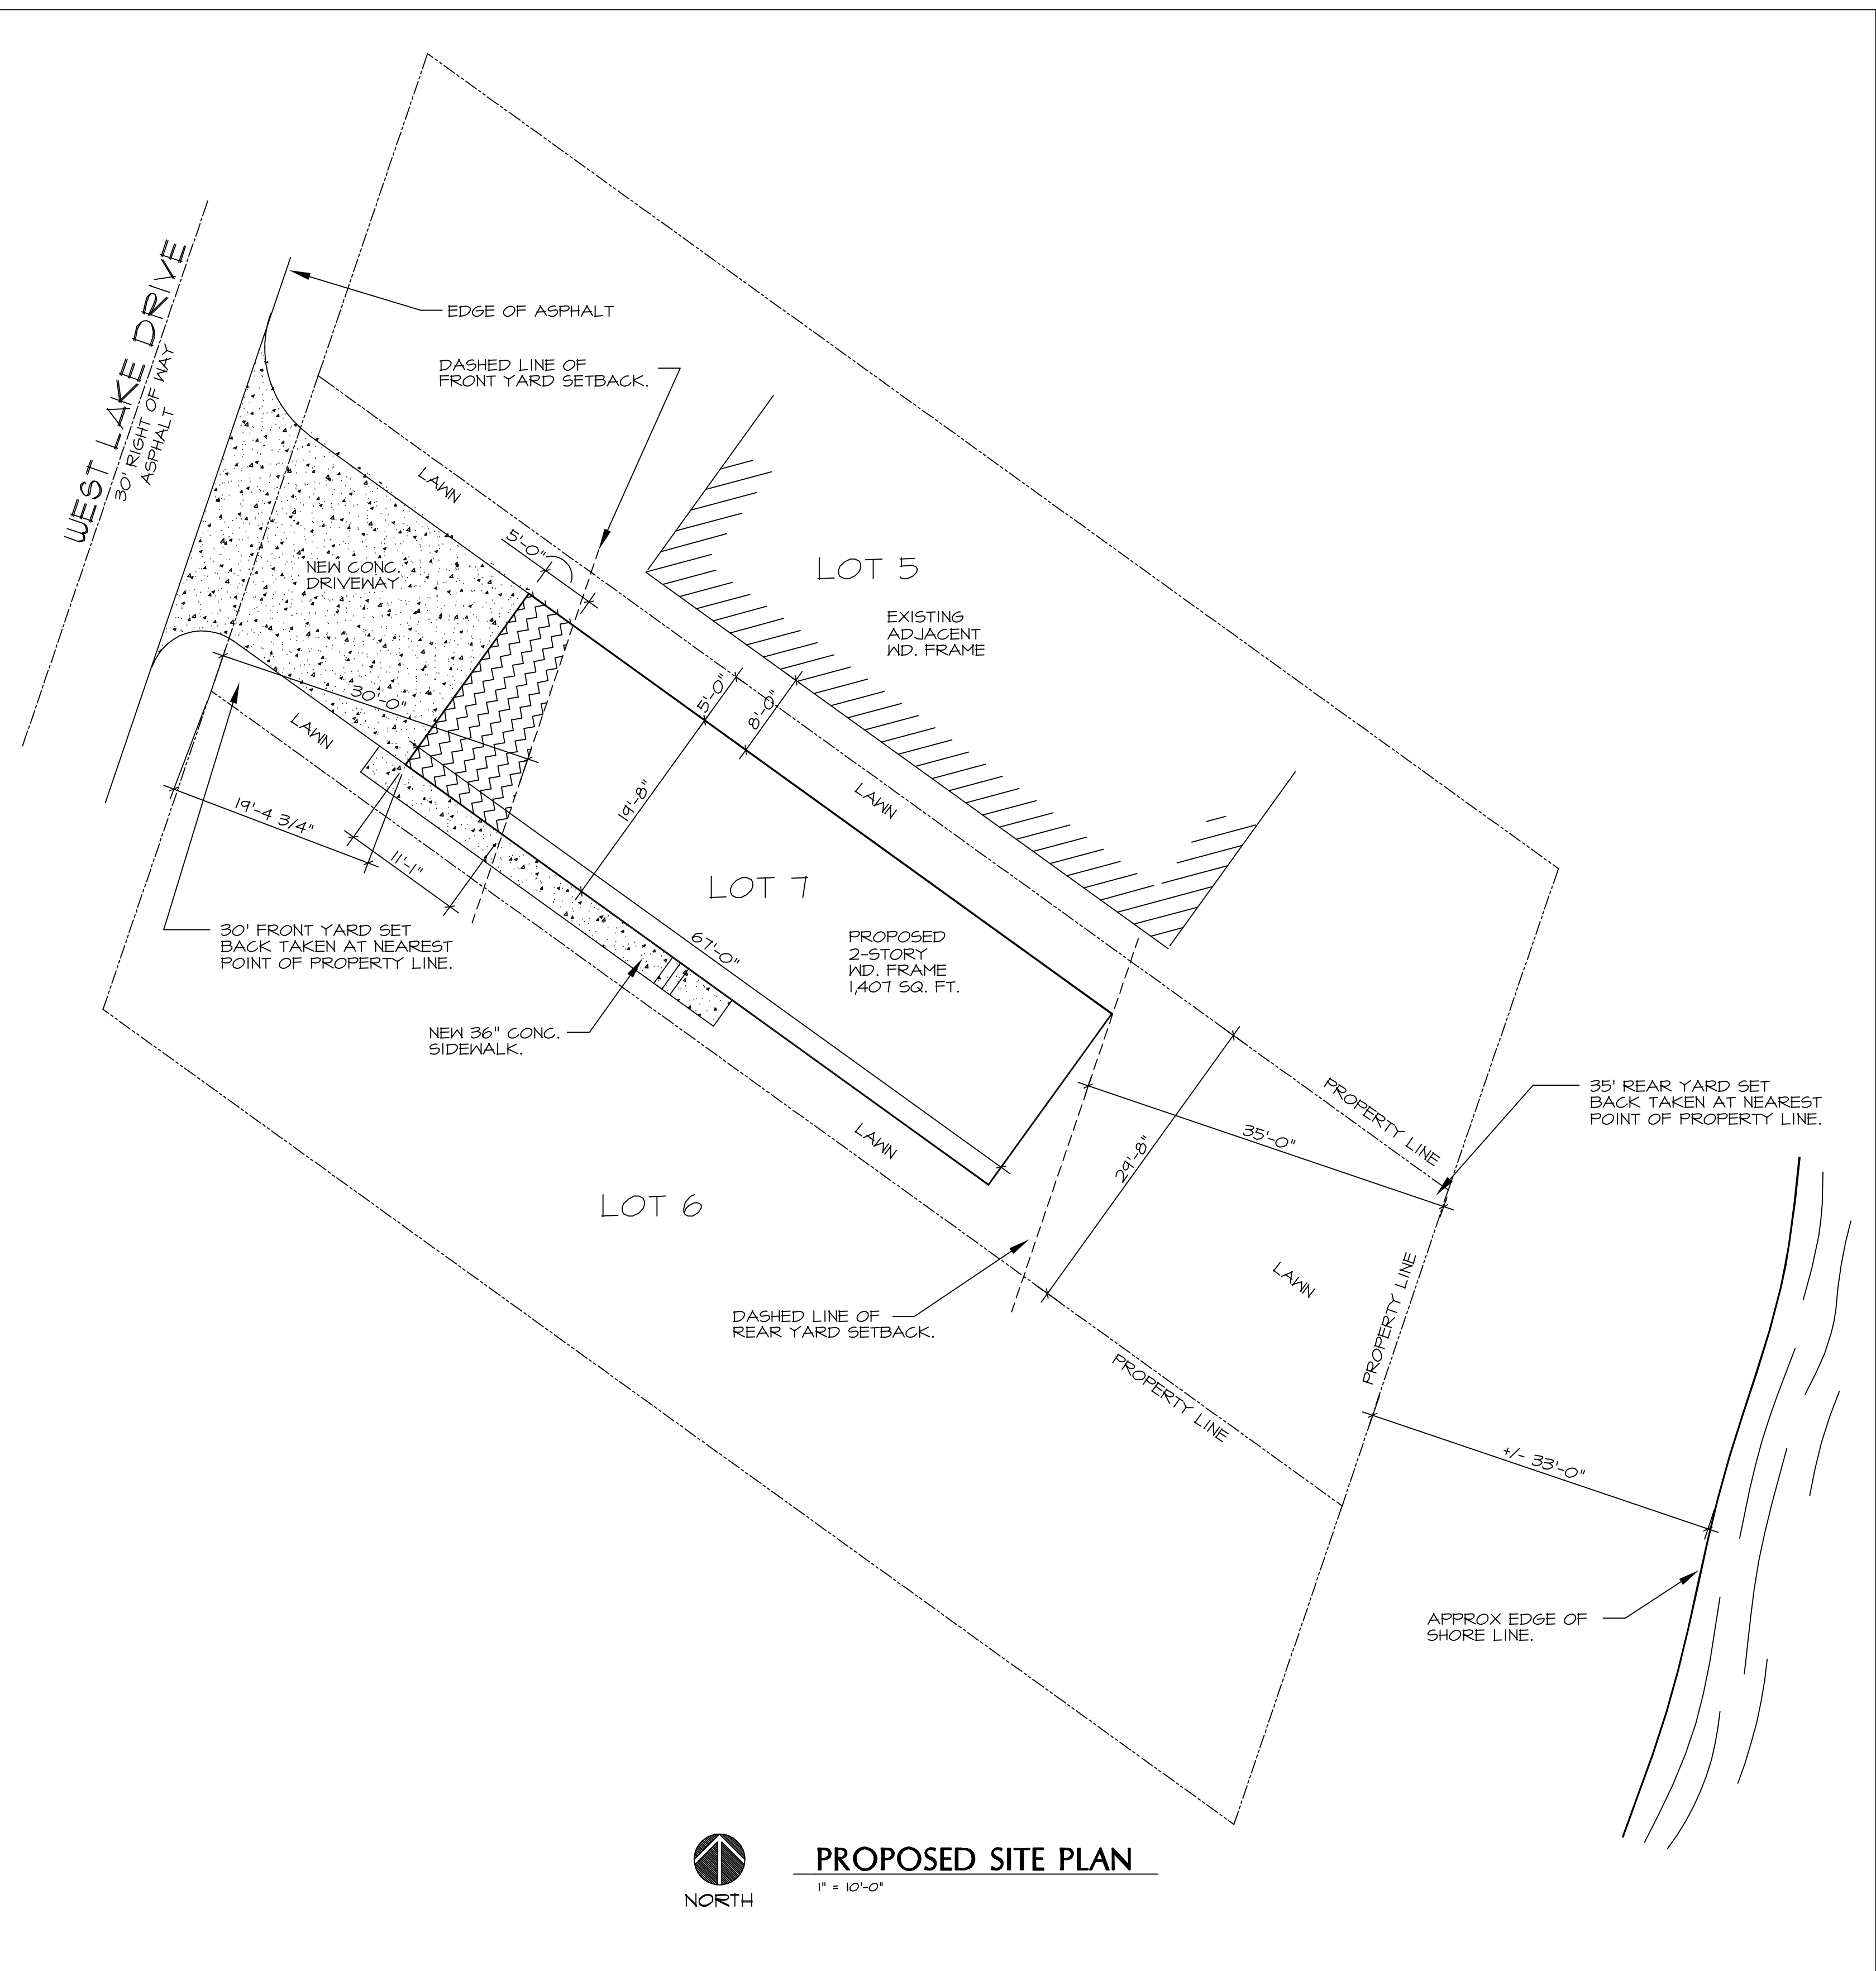 WEST LAKE DRIVE
30' RIGHT OF WAY
ASPHALT
EDGE OF ASPHALT
DASHED LINE OF
FRONT YARD SETBACK.
LAWN
5'-0"
NEW CONC.
DRIVEWAY
LOT 5
EXISTING
ADJACENT
WD. FRAME
30'-0"
5'-0"
8'-0"
LAWN
19'-8"
LAWN
19'-4 3/4"
11'-1"
LOT 7
67'-0"
PROPOSED
2-STORY
WD. FRAME
1,407 SQ. FT.
30' FRONT YARD SET
BACK TAKEN AT NEAREST
POINT OF PROPERTY LINE.
NEW 36" CONC.
SIDEWALK.
PROPERTY LINE
35' REAR YARD SET
BACK TAKEN AT NEAREST
POINT OF PROPERTY LINE.
LAWN
29'-8"
35'-0"
LOT 6
LAWN
PROPERTY LINE
DASHED LINE OF
REAR YARD SETBACK.
PROPERTY LINE
+/- 33'-0"
APPROX EDGE OF
SHORE LINE.
NORTH
PROPOSED SITE PLAN
1" = 10'-0"